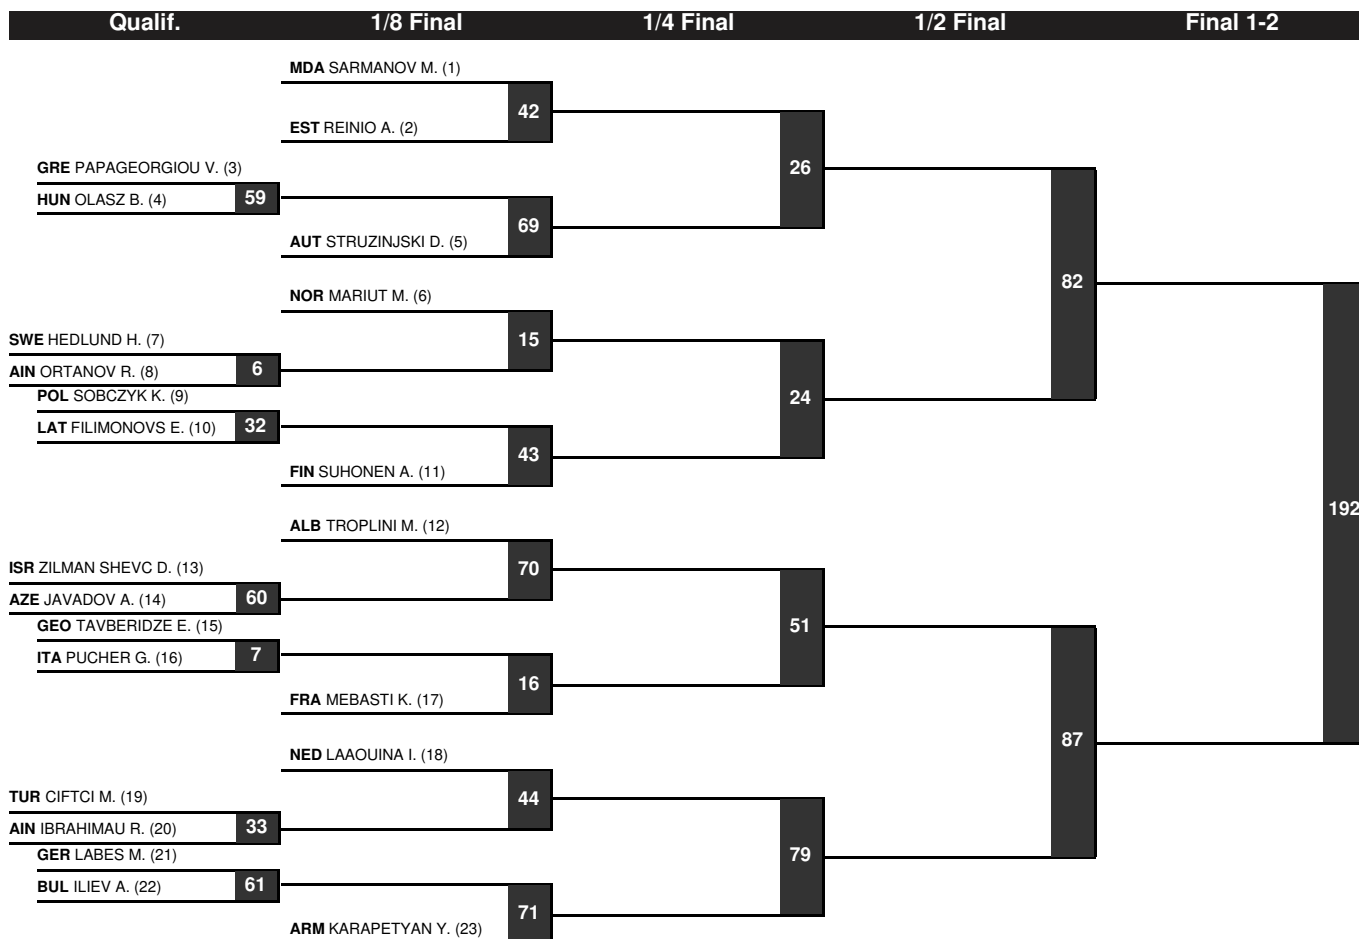 Qualif. 1/8 Final 1/4 Final 1/2 Final Final 1-2
MDA SARMANOV M. (1)
42
EST REINIO A. (2)
26
GRE PAPAGEORGIOU V. (3)
HUN OLASZ B. (4) 59
69
AUT STRUZINJSKI D. (5)
82
NOR MARIUT M. (6)
15
SWE HEDLUND H. (7)
AIN ORTANOV R. (8) 6
POL SOBCZYK K. (9)
24
LAT FILIMONOVS E. (10) 32
43
FIN SUHONEN A. (11)
192
ALB TROPLINI M. (12)
70
ISR ZILMAN SHEVC D. (13)
AZE JAVADOV A. (14) 60
GEO TAVBERIDZE E. (15)
51
ITA PUCHER G. (16) 7
16
FRA MEBASTI K. (17)
87
NED LAAOUINA I. (18)
44
TUR CIFTCI M. (19)
AIN IBRAHIMAU R. (20) 33
GER LABES M. (21)
79
BUL ILIEV A. (22) 61
71
ARM KARAPETYAN Y. (23)